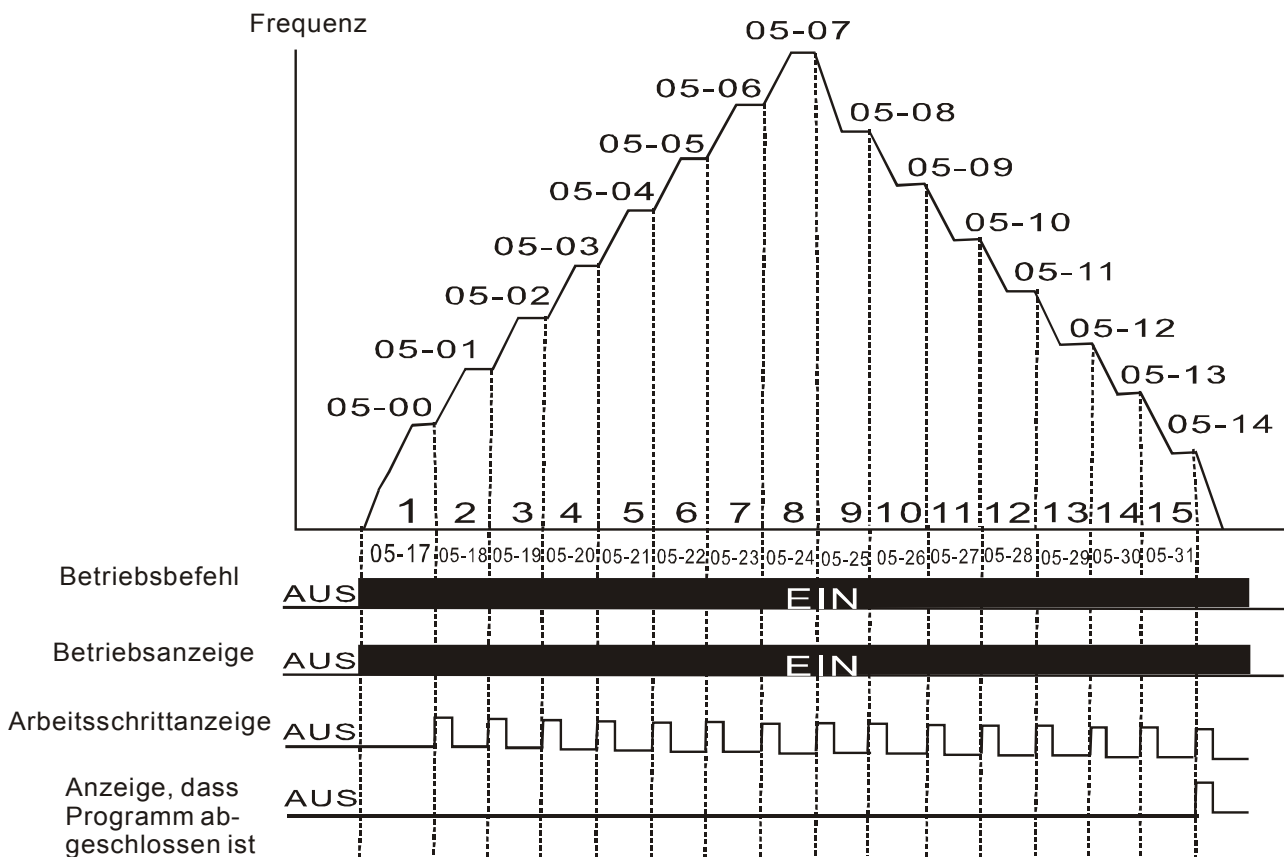 Frequenz
05-07
05-06
05-08
05-05
05-09
05-04
05-10
05-03
05-11
05-02
05-12
05-01
05-13
05-00
05-14
1 2 3 4 5 6 7 8 9 10 11 12 13 14 15
05-17 05-18 05-19 05-20 05-21 05-22 05-23 05-24 05-25 05-26 05-27 05-28 05-29 05-30 05-31
Betriebsbefehl
AUS EIN
Betriebsanzeige
AUS EIN
Arbeitsschrittanzeige
AUS
Anzeige, dass
Programm ab-
geschlossen ist
AUS